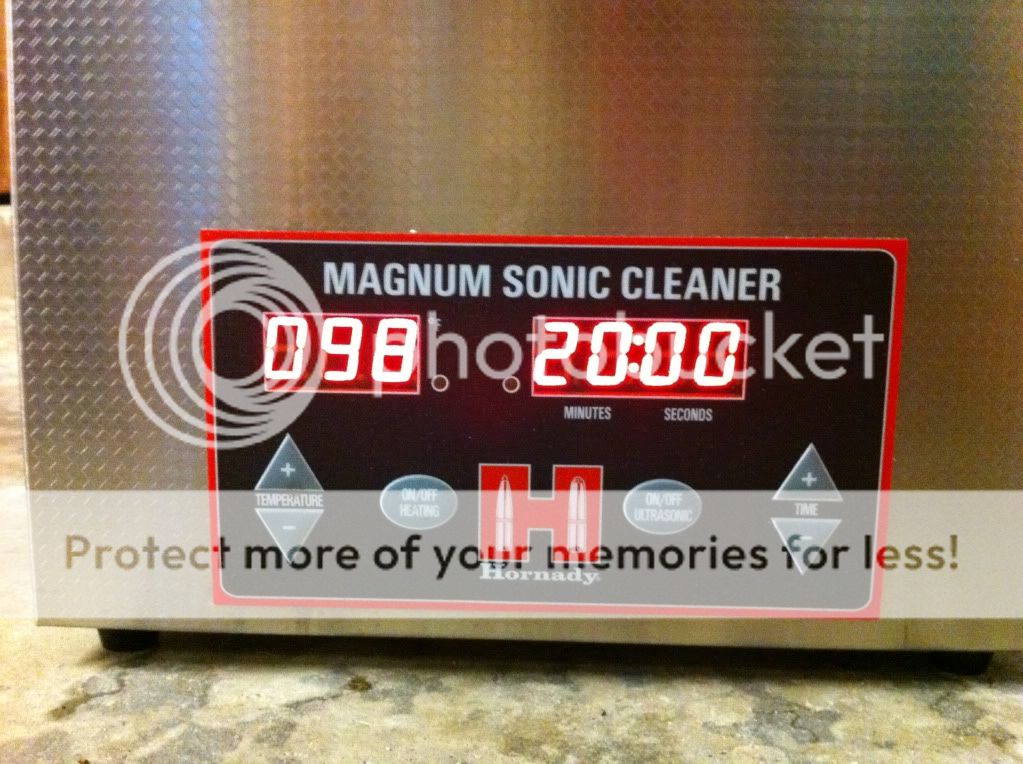 MAGNUM SONIC CLEANER
098 °F 20:00
photobucket
MINUTES SECONDS
+ +
TEMPERATURE ON/OFF HEATING ON/OFF ULTRASONIC TIME
- -
Protect more of your memories for less!
H
Hornady